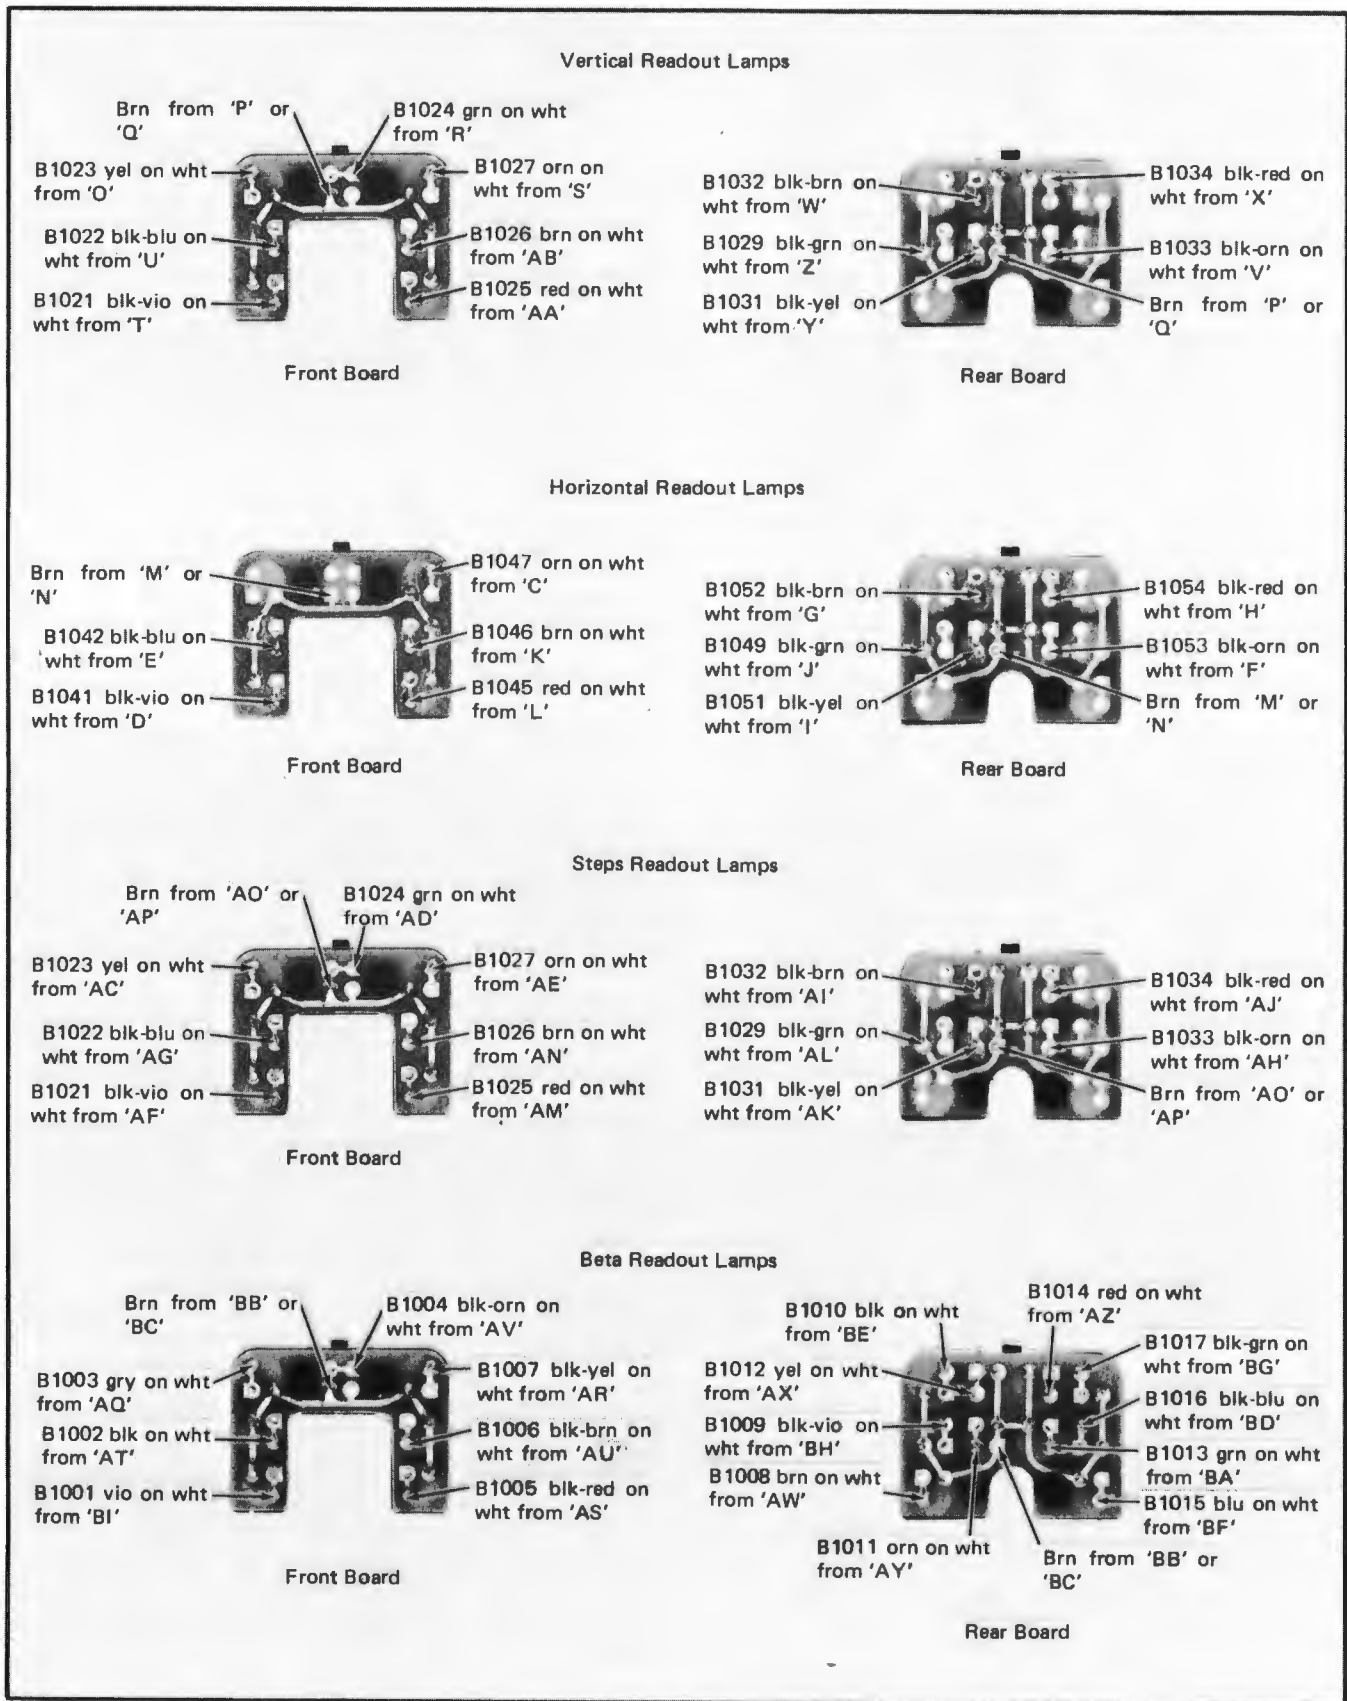 Vertical Readout Lamps
Brn from 'P' or
'Q'
B1024 grn on wht
from 'R'
B1023 yel on wht
from 'O'
B1027 orn on
wht from 'S'
B1022 blk-blu on
wht from 'U'
B1026 brn on wht
from 'AB'
B1021 blk-vio on
wht from 'T'
B1025 red on wht
from 'AA'
Front Board
B1032 blk-brn on
wht from 'W'
B1034 blk-red on
wht from 'X'
B1029 blk-grn on
wht from 'Z'
B1033 blk-orn on
wht from 'V'
B1031 blk-yel on
wht from 'Y'
Brn from 'P' or
'Q'
Rear Board
Horizontal Readout Lamps
Brn from 'M' or
'N'
B1047 orn on wht
from 'C'
B1042 blk-blu on
wht from 'E'
B1046 brn on wht
from 'K'
B1041 blk-vio on
wht from 'D'
B1045 red on wht
from 'L'
Front Board
B1052 blk-brn on
wht from 'G'
B1054 blk-red on
wht from 'H'
B1049 blk-grn on
wht from 'J'
B1053 blk-orn on
wht from 'F'
B1051 blk-yel on
wht from 'I'
Brn from 'M' or
'N'
Rear Board
Steps Readout Lamps
Brn from 'AO' or
'AP'
B1024 grn on wht
from 'AD'
B1023 yel on wht
from 'AC'
B1027 orn on wht
from 'AE'
B1022 blk-blu on
wht from 'AG'
B1026 brn on wht
from 'AN'
B1021 blk-vio on
wht from 'AF'
B1025 red on wht
from 'AM'
Front Board
B1032 blk-brn on
wht from 'AI'
B1034 blk-red on
wht from 'AJ'
B1029 blk-grn on
wht from 'AL'
B1033 blk-orn on
wht from 'AH'
B1031 blk-yel on
wht from 'AK'
Brn from 'AO' or
'AP'
Beta Readout Lamps
Brn from 'BB' or
'BC'
B1004 blk-orn on
wht from 'AV'
B1003 gry on wht
from 'AQ'
B1007 blk-yel on
wht from 'AR'
B1002 blk on wht
from 'AT'
B1006 blk-brn on
wht from 'AU'
B1001 vio on wht
from 'BI'
B1005 blk-red on
wht from 'AS'
Front Board
B1010 blk on wht
from 'BE'
B1014 red on wht
from 'AZ'
B1012 yel on wht
from 'AX'
B1017 blk-grn on
wht from 'BG'
B1009 blk-vio on
wht from 'BH'
B1016 blk-blu on
wht from 'BD'
B1008 brn on wht
from 'AW'
B1013 grn on wht
from 'BA'
B1015 blu on wht
from 'BF'
B1011 orn on wht
from 'AY'
Brn from 'BB' or
'BC'
Rear Board